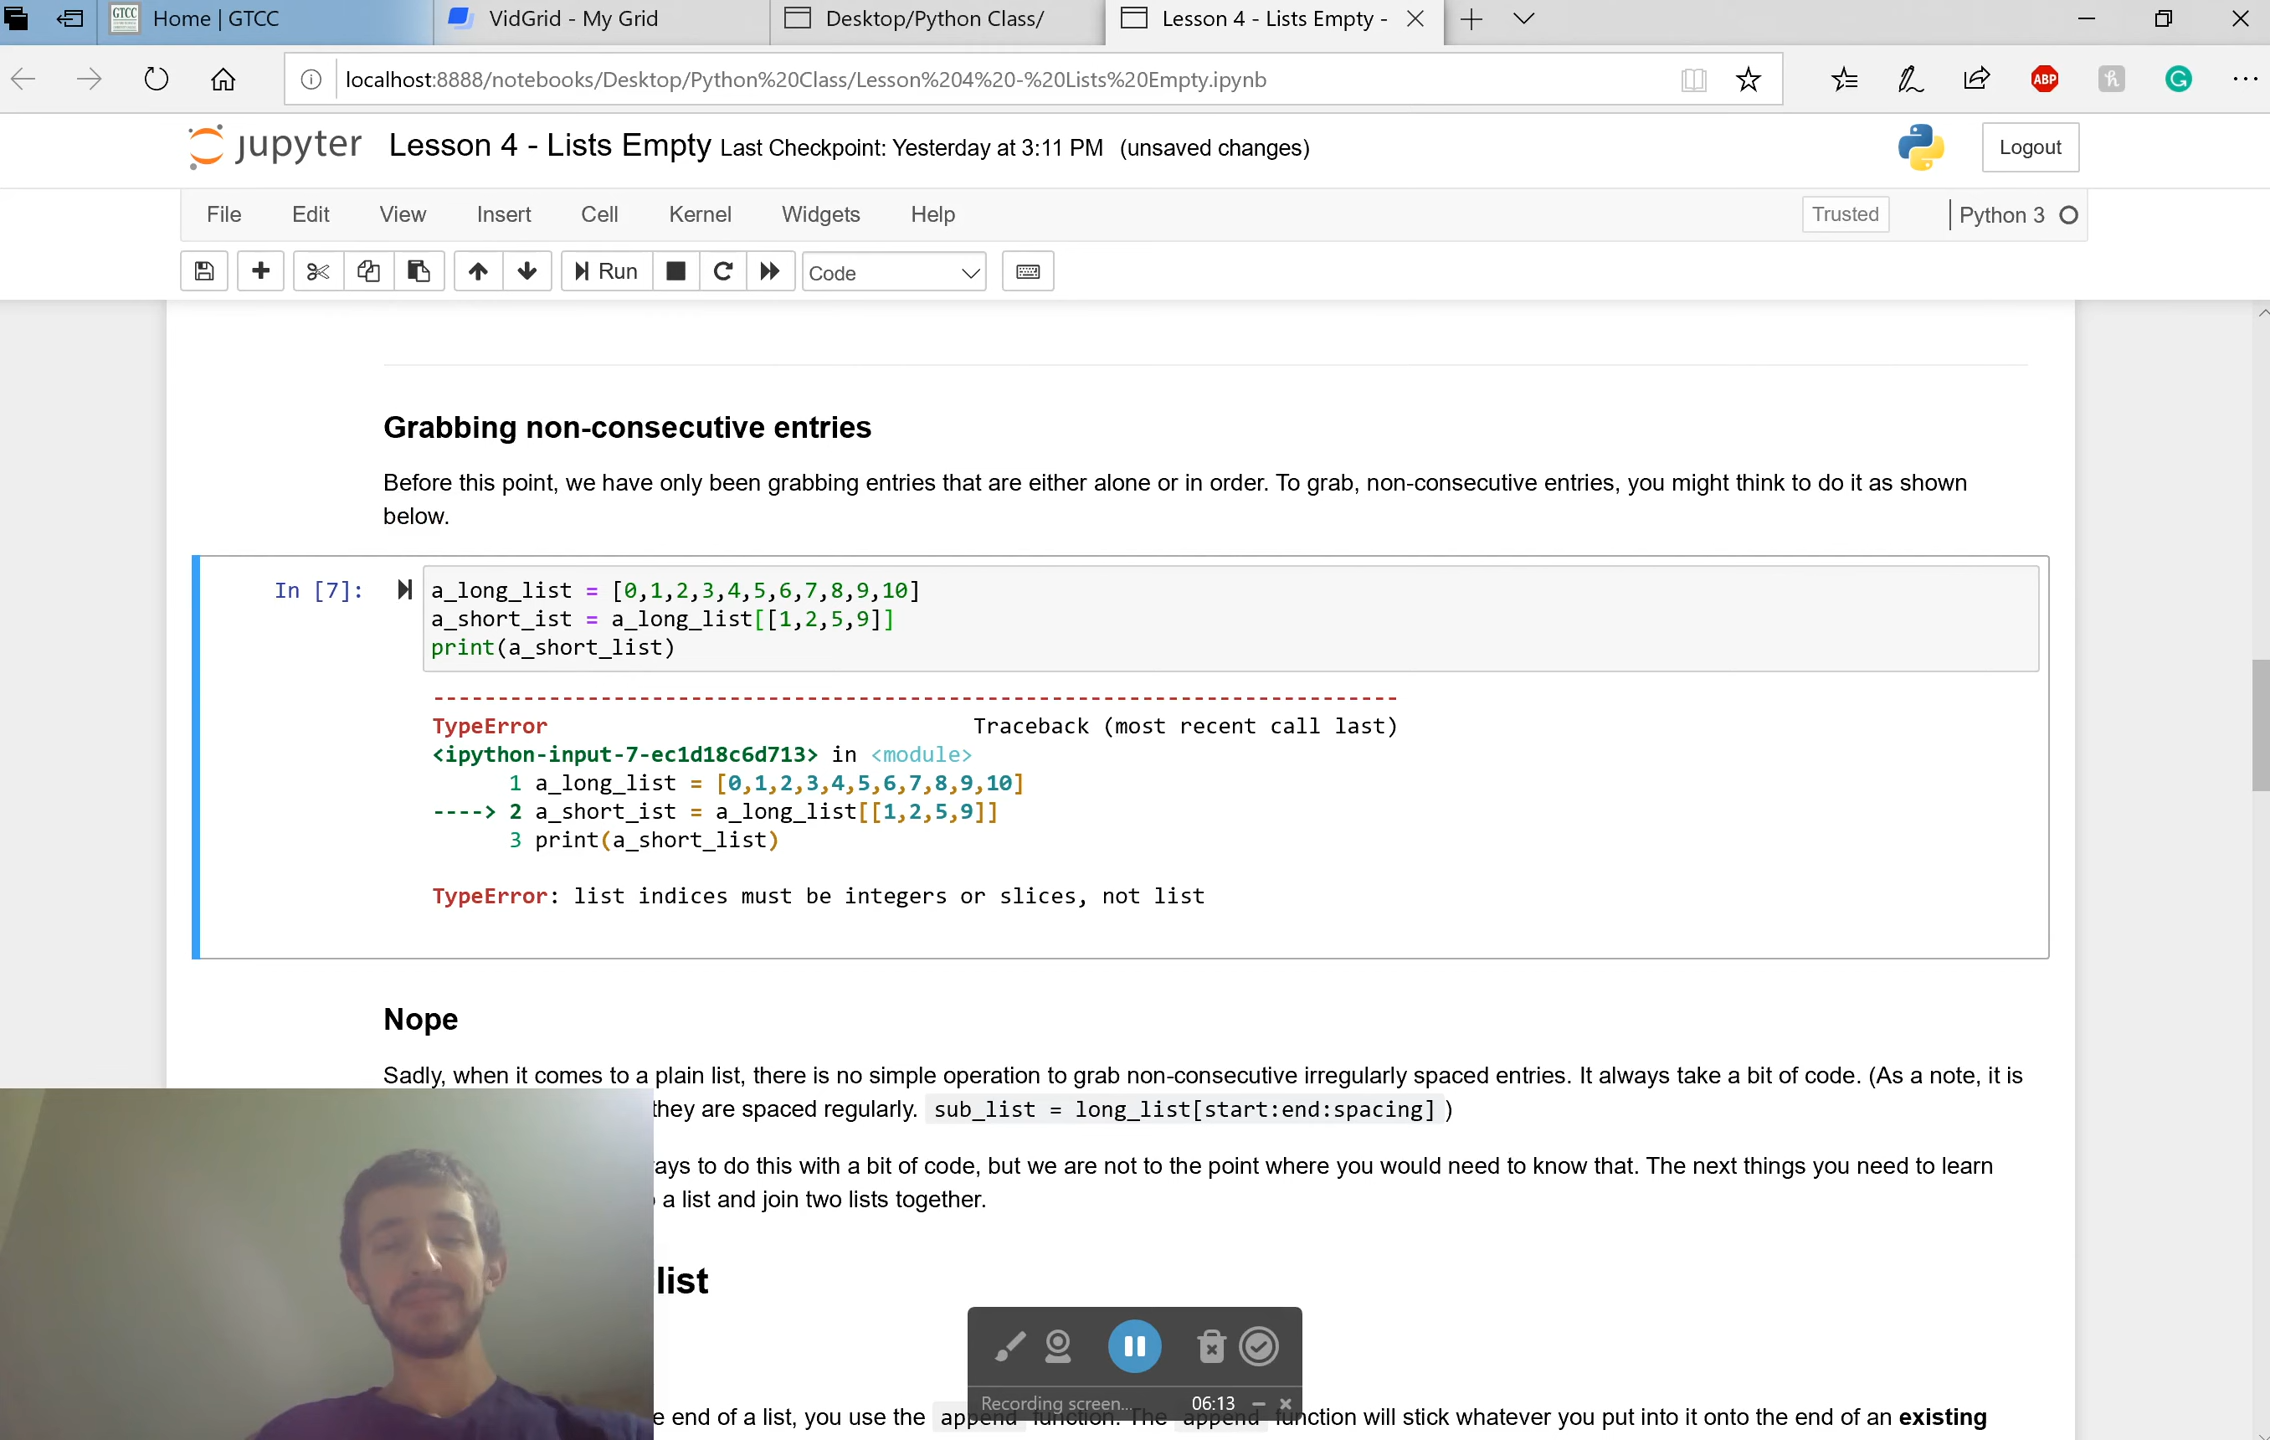 Home | GTCC
VidGrid - My Grid
Desktop/Python Class/
Lesson 4 - Lists Empty -
localhost:8888/notebooks/Desktop/Python%20Class/Lesson%204%20-%20Lists%20Empty.ipynb
ABP
jupyter Lesson 4 - Lists Empty Last Checkpoint: Yesterday at 3:11 PM (unsaved changes)
Logout
File Edit View Insert Cell Kernel Widgets Help
Trusted
Python 3
Run
Code
Grabbing non-consecutive entries
Before this point, we have only been grabbing entries that are either alone or in order. To grab, non-consecutive entries, you might think to do it as shown
below.
In [7]: a_long_list = [0,1,2,3,4,5,6,7,8,9,10]
a_short_ist = a_long_list[[1,2,5,9]]
print(a_short_list)
---------------------------------------------------------------------------
TypeError Traceback (most recent call last)
<ipython-input-7-ec1d18c6d713> in <module>
1 a_long_list = [0,1,2,3,4,5,6,7,8,9,10]
----> 2 a_short_ist = a_long_list[[1,2,5,9]]
3 print(a_short_list)
TypeError: list indices must be integers or slices, not list
Nope
Sadly, when it comes to a plain list, there is no simple operation to grab non-consecutive irregularly spaced entries. It always take a bit of code. (As a note, it is
they are spaced regularly. sub_list = long_list[start:end:spacing] )
ays to do this with a bit of code, but we are not to the point where you would need to know that. The next things you need to learn
a list and join two lists together.
list
Recording screen... 06:13
e end of a list, you use the append function. The append function will stick whatever you put into it onto the end of an existing